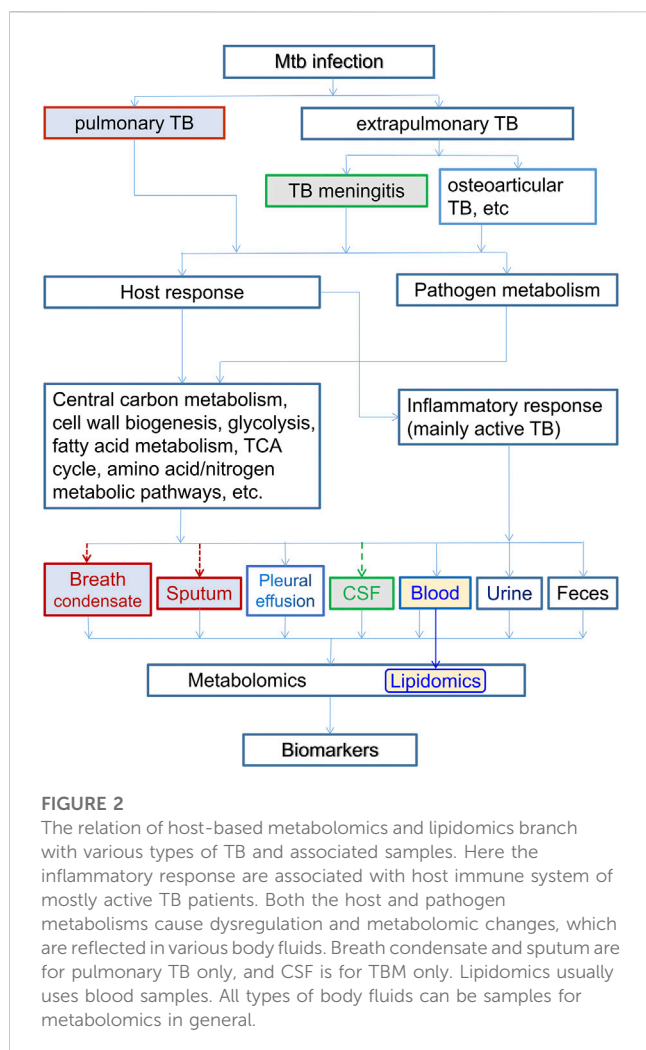 Mtb infection
pulmonary TB
extrapulmonary TB
TB meningitis
osteoarticular
TB, etc
Host response
Pathogen metabolism
Central carbon metabolism,
cell wall biogenesis, glycolysis,
fatty acid metabolism, TCA
cycle, amino acid/nitrogen
metabolic pathways, etc.
Inflammatory response
(mainly active TB)
Breath
condensate
Sputum
Pleural
effusion
CSF
Blood
Urine
Feces
Metabolomics
Lipidomics
Biomarkers
FIGURE 2
The relation of host-based metabolomics and lipidomics branch
with various types of TB and associated samples. Here the
inflammatory response are associated with host immune system of
mostly active TB patients. Both the host and pathogen
metabolisms cause dysregulation and metabolomic changes, which
are reflected in various body fluids. Breath condensate and sputum are
for pulmonary TB only, and CSF is for TBM only. Lipidomics usually
uses blood samples. All types of body fluids can be samples for
metabolomics in general.